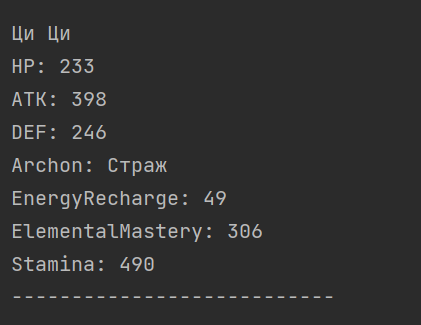 Ци Ци
HP: 233
ATK: 398
DEF: 246
Archon: Страж
EnergyRecharge: 49
ElementalMastery: 306
Stamina: 490
---------------------------